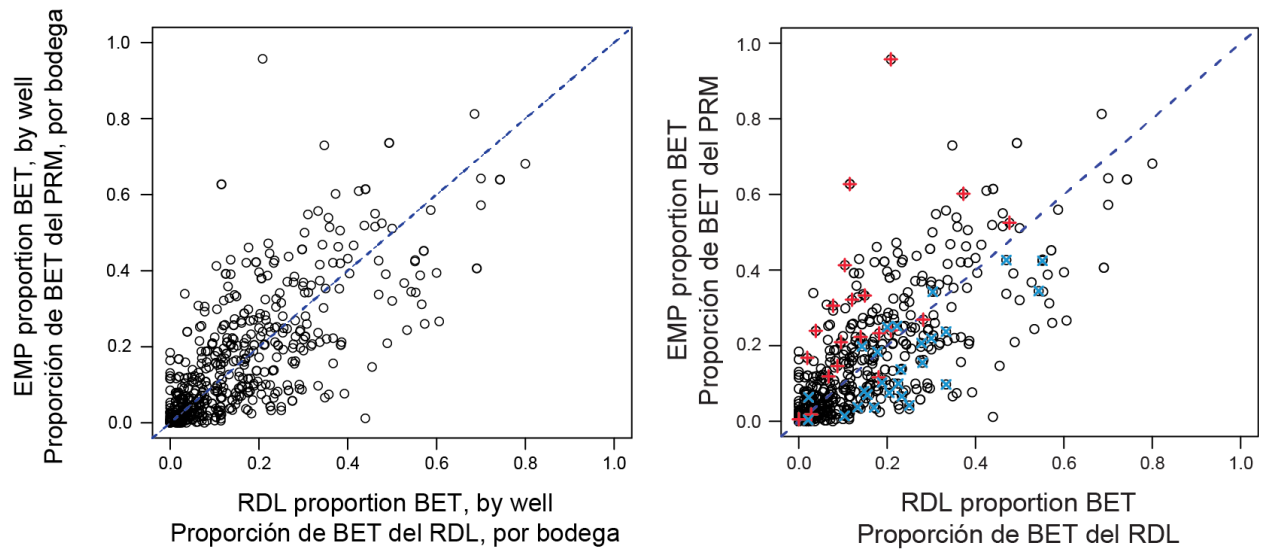 EMP proportion BET, by well
Proporción de BET del PRM, por bodega
1.0
0.8
0.6
0.4
0.2
0.0
0.0 0.2 0.4 0.6 0.8 1.0
RDL proportion BET, by well
Proporción de BET del RDL, por bodega
EMP proportion BET
Proporción de BET del PRM
1.0
0.8
0.6
0.4
0.2
0.0
0.0 0.2 0.4 0.6 0.8 1.0
RDL proportion BET
Proporción de BET del RDL